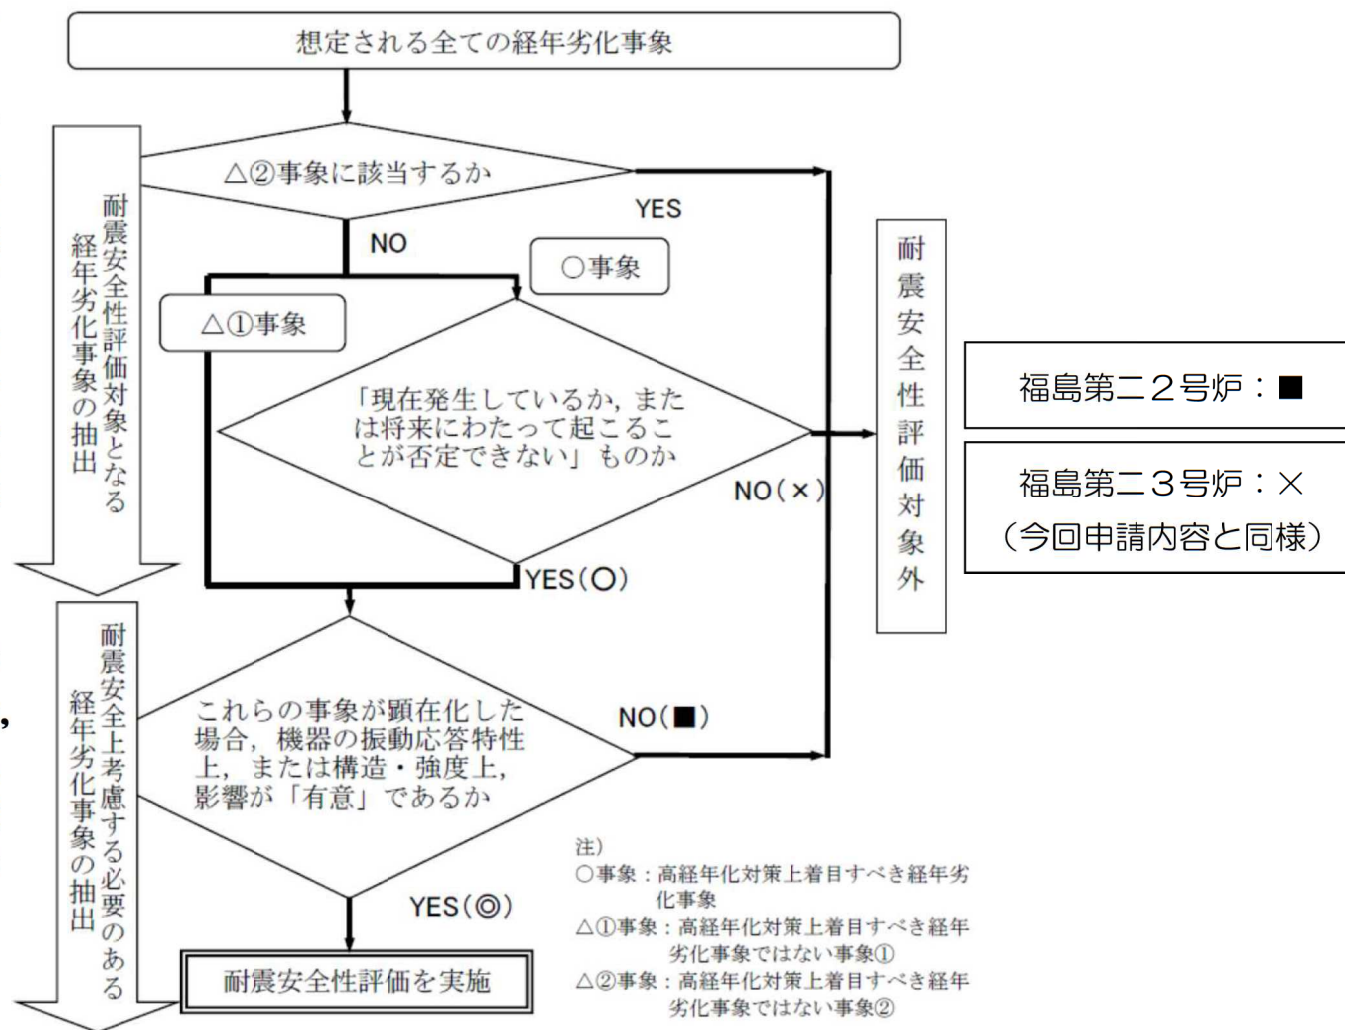 想定される全ての経年劣化事象
△②事象に該当するか
YES
NO
○事象
△①事象
「現在発生しているか，また
は将来にわたって起こるこ
とが否定できない」ものか
NO(×)
YES(〇)
これらの事象が顕在化した
場合，機器の振動応答特性
上，または構造・強度上，
影響が「有意」であるか
NO(■)
YES(◎)
耐震安全性評価を実施
耐震安全性評価対象となる
経年劣化事象の抽出
耐震安全上考慮する必要のある
経年劣化事象の抽出
耐震安全性評価対象外
福島第二２号炉：■
福島第二３号炉：×
（今回申請内容と同様）
注）
○事象：高経年化対策上着目すべき経年劣
化事象
△①事象：高経年化対策上着目すべき経年
劣化事象ではない事象①
△②事象：高経年化対策上着目すべき経年
劣化事象ではない事象②
,